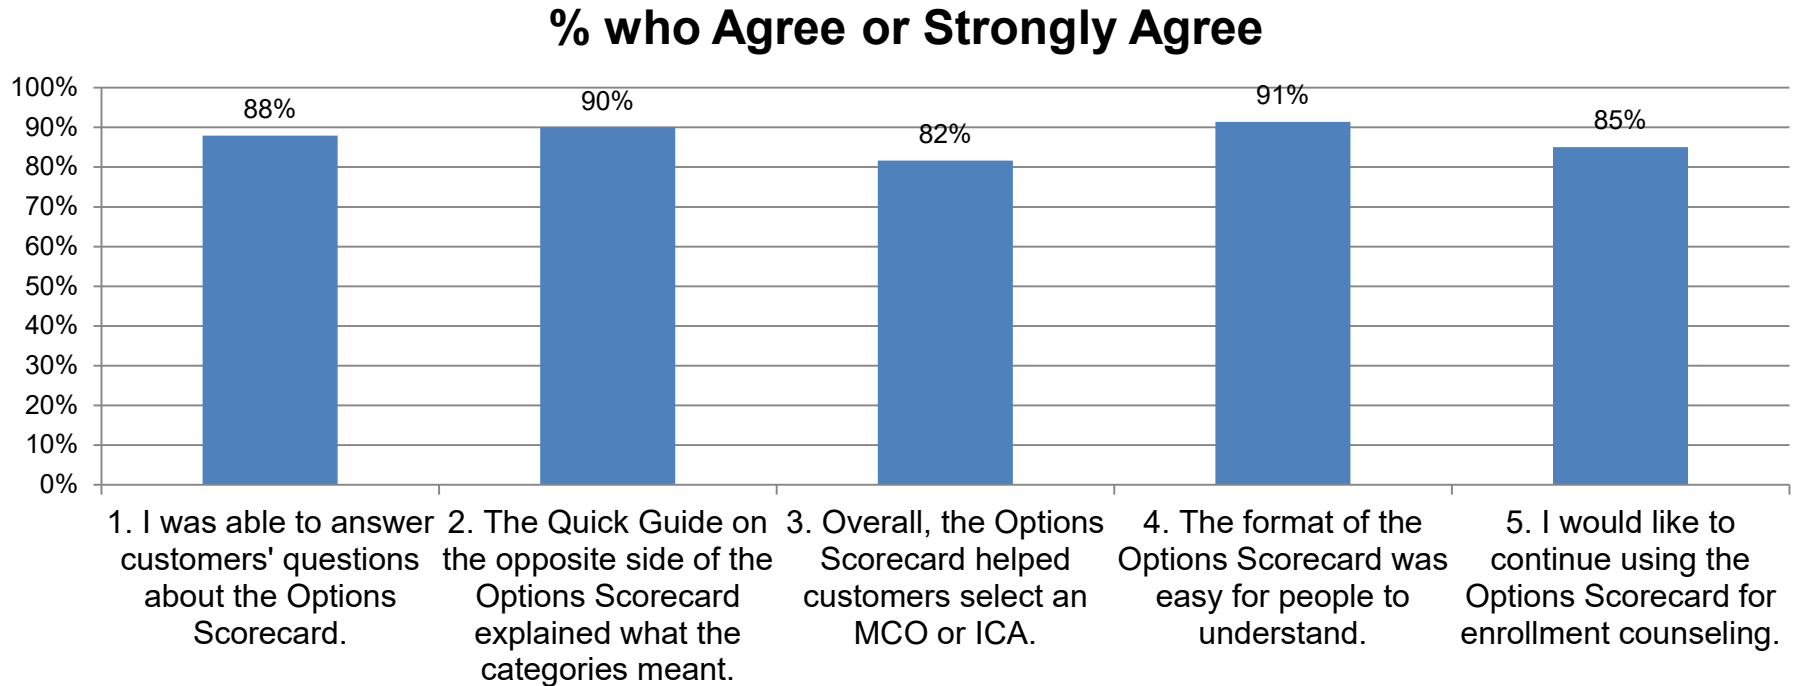 % who Agree or Strongly Agree
100%
90%
80%
70%
60%
50%
40%
30%
20%
10%
0%
88%
90%
82%
91%
85%
1. I was able to answer
customers' questions
about the Options
Scorecard.
2. The Quick Guide on
the opposite side of the
Options Scorecard
explained what the
categories meant.
3. Overall, the Options
Scorecard helped
customers select an
MCO or ICA.
4. The format of the
Options Scorecard was
easy for people to
understand.
5. I would like to
continue using the
Options Scorecard for
enrollment counseling.